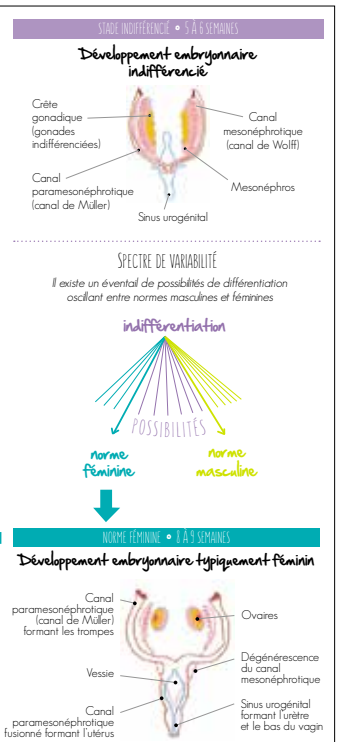 STADE INDIFFÉRENCIÉ • 5 À 6 SEMAINES
Développement embryonnaire
indifférencié
Crête
gonadique
(gonades
indifférenciées)
Canal
mesonéphrotique
(canal de Wolff)
Canal
paramesonéphrotique
(canal de Müller)
Mesonéphros
Sinus urogénital
SPECTRE DE VARIABILITÉ
Il existe un éventail de possibilités de différentiation
oscillant entre normes masculines et féminines
indifférentiation
POSSIBILITÉS
norme
féminine
norme
masculine
NORME FÉMININE • 8 À 9 SEMAINES
Développement embryonnaire typiquement féminin
Canal
paramesonéphrotique
(canal de Müller)
formant les trompes
Ovaires
Vessie
Dégénérescence
du canal
mesonéphrotique
Canal
paramesonéphrotique
fusionné formant l'utérus
Sinus urogénital
formant l'urètre
et le bas du vagin